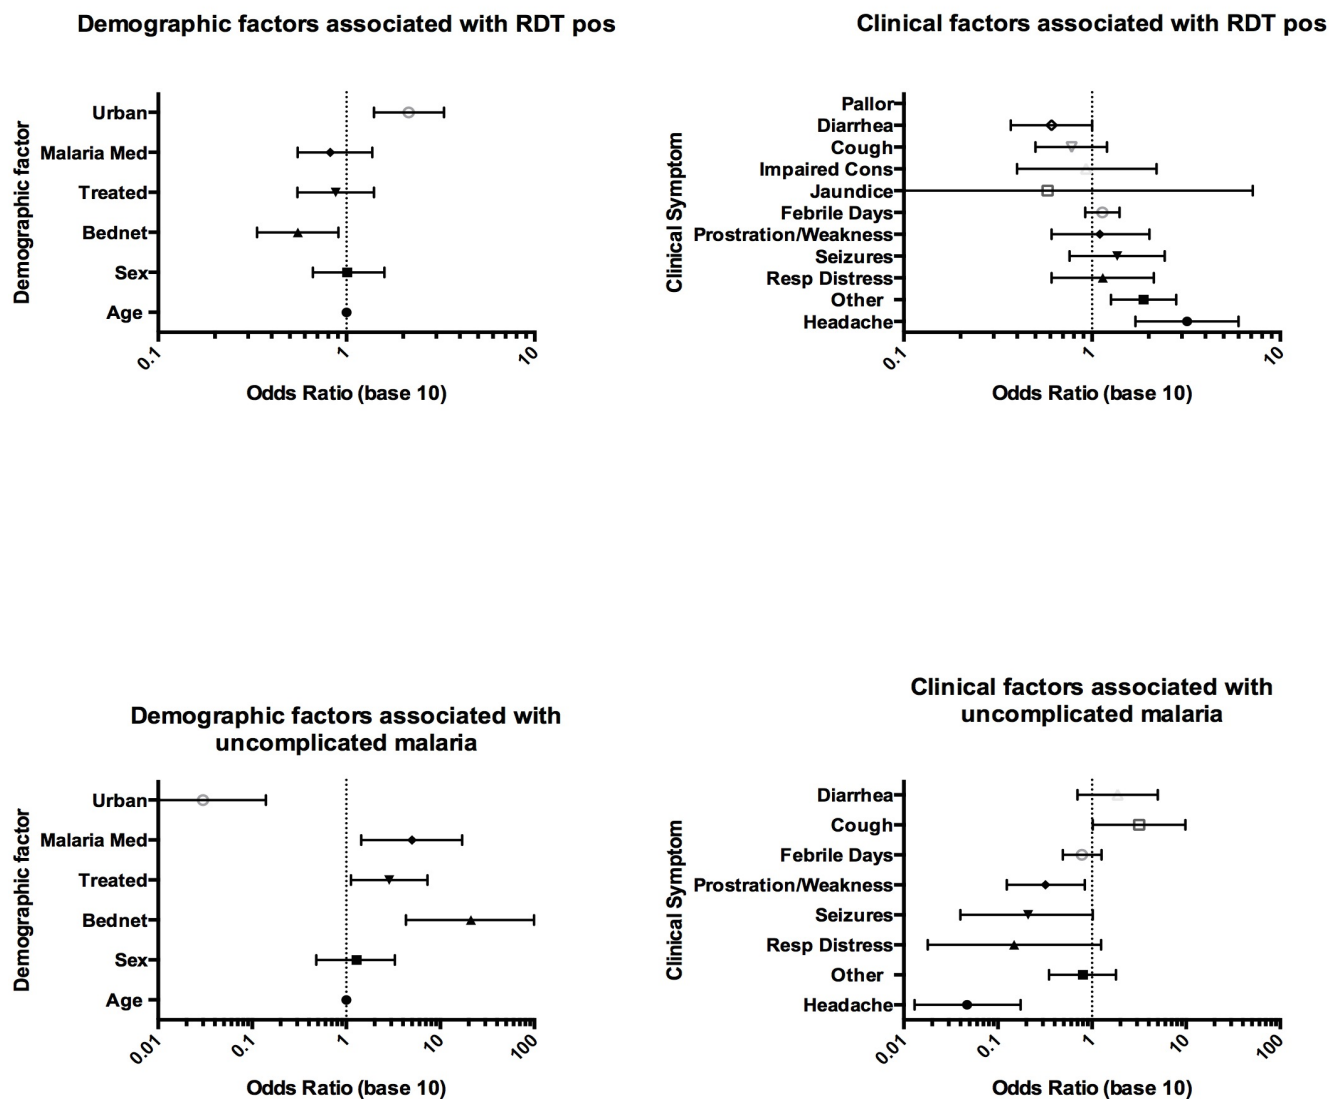 Demographic factors associated with RDT pos
Demographic factor
Urban
Malaria Med
Treated
Bednet
Sex
Age
0.1
1
10
Odds Ratio (base 10)
Clinical factors associated with RDT pos
Clinical Symptom
Pallor
Diarrhea
Cough
Impaired Cons
Jaundice
Febrile Days
Prostration/Weakness
Seizures
Resp Distress
Other
Headache
0.1
1
10
Odds Ratio (base 10)
Demographic factors associated with
uncomplicated malaria
Demographic factor
Urban
Malaria Med
Treated
Bednet
Sex
Age
0.01
0.1
1
10
100
Odds Ratio (base 10)
Clinical factors associated with
uncomplicated malaria
Clinical Symptom
Diarrhea
Cough
Febrile Days
Prostration/Weakness
Seizures
Resp Distress
Other
Headache
0.01
0.1
1
10
100
Odds Ratio (base 10)